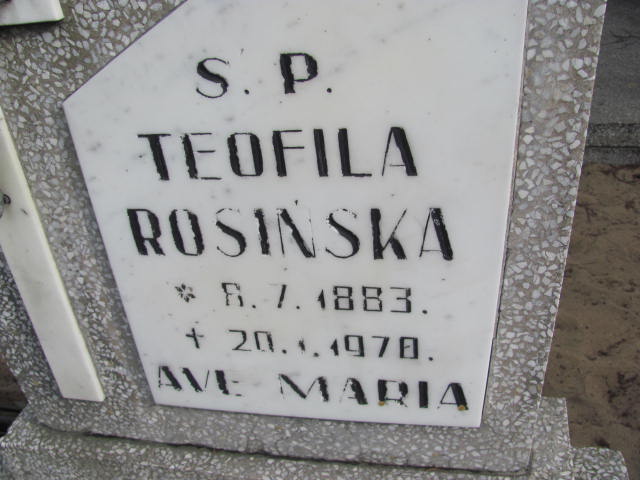 S. P.
TEOFILA
ROSIŃSKA
* 8.7.1883.
+ 20.1.1970.
AVE MARIA